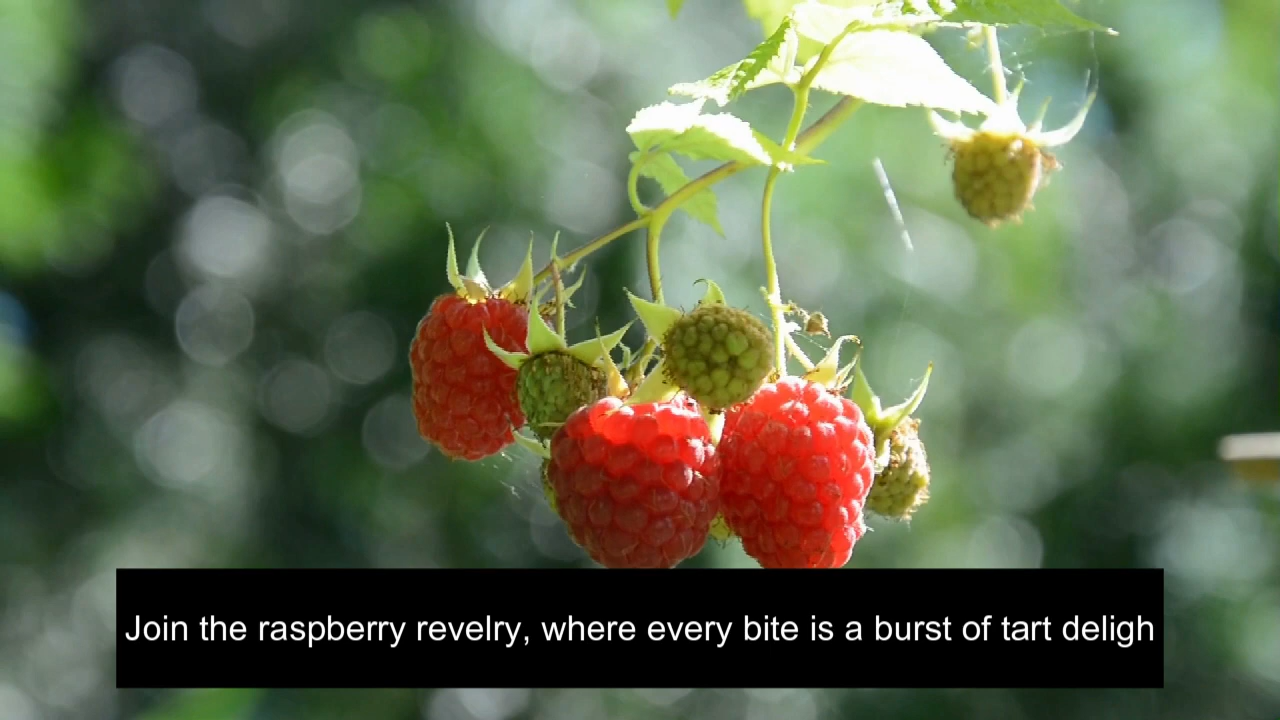 Join the raspberry revelry, where every bite is a burst of tart deligh